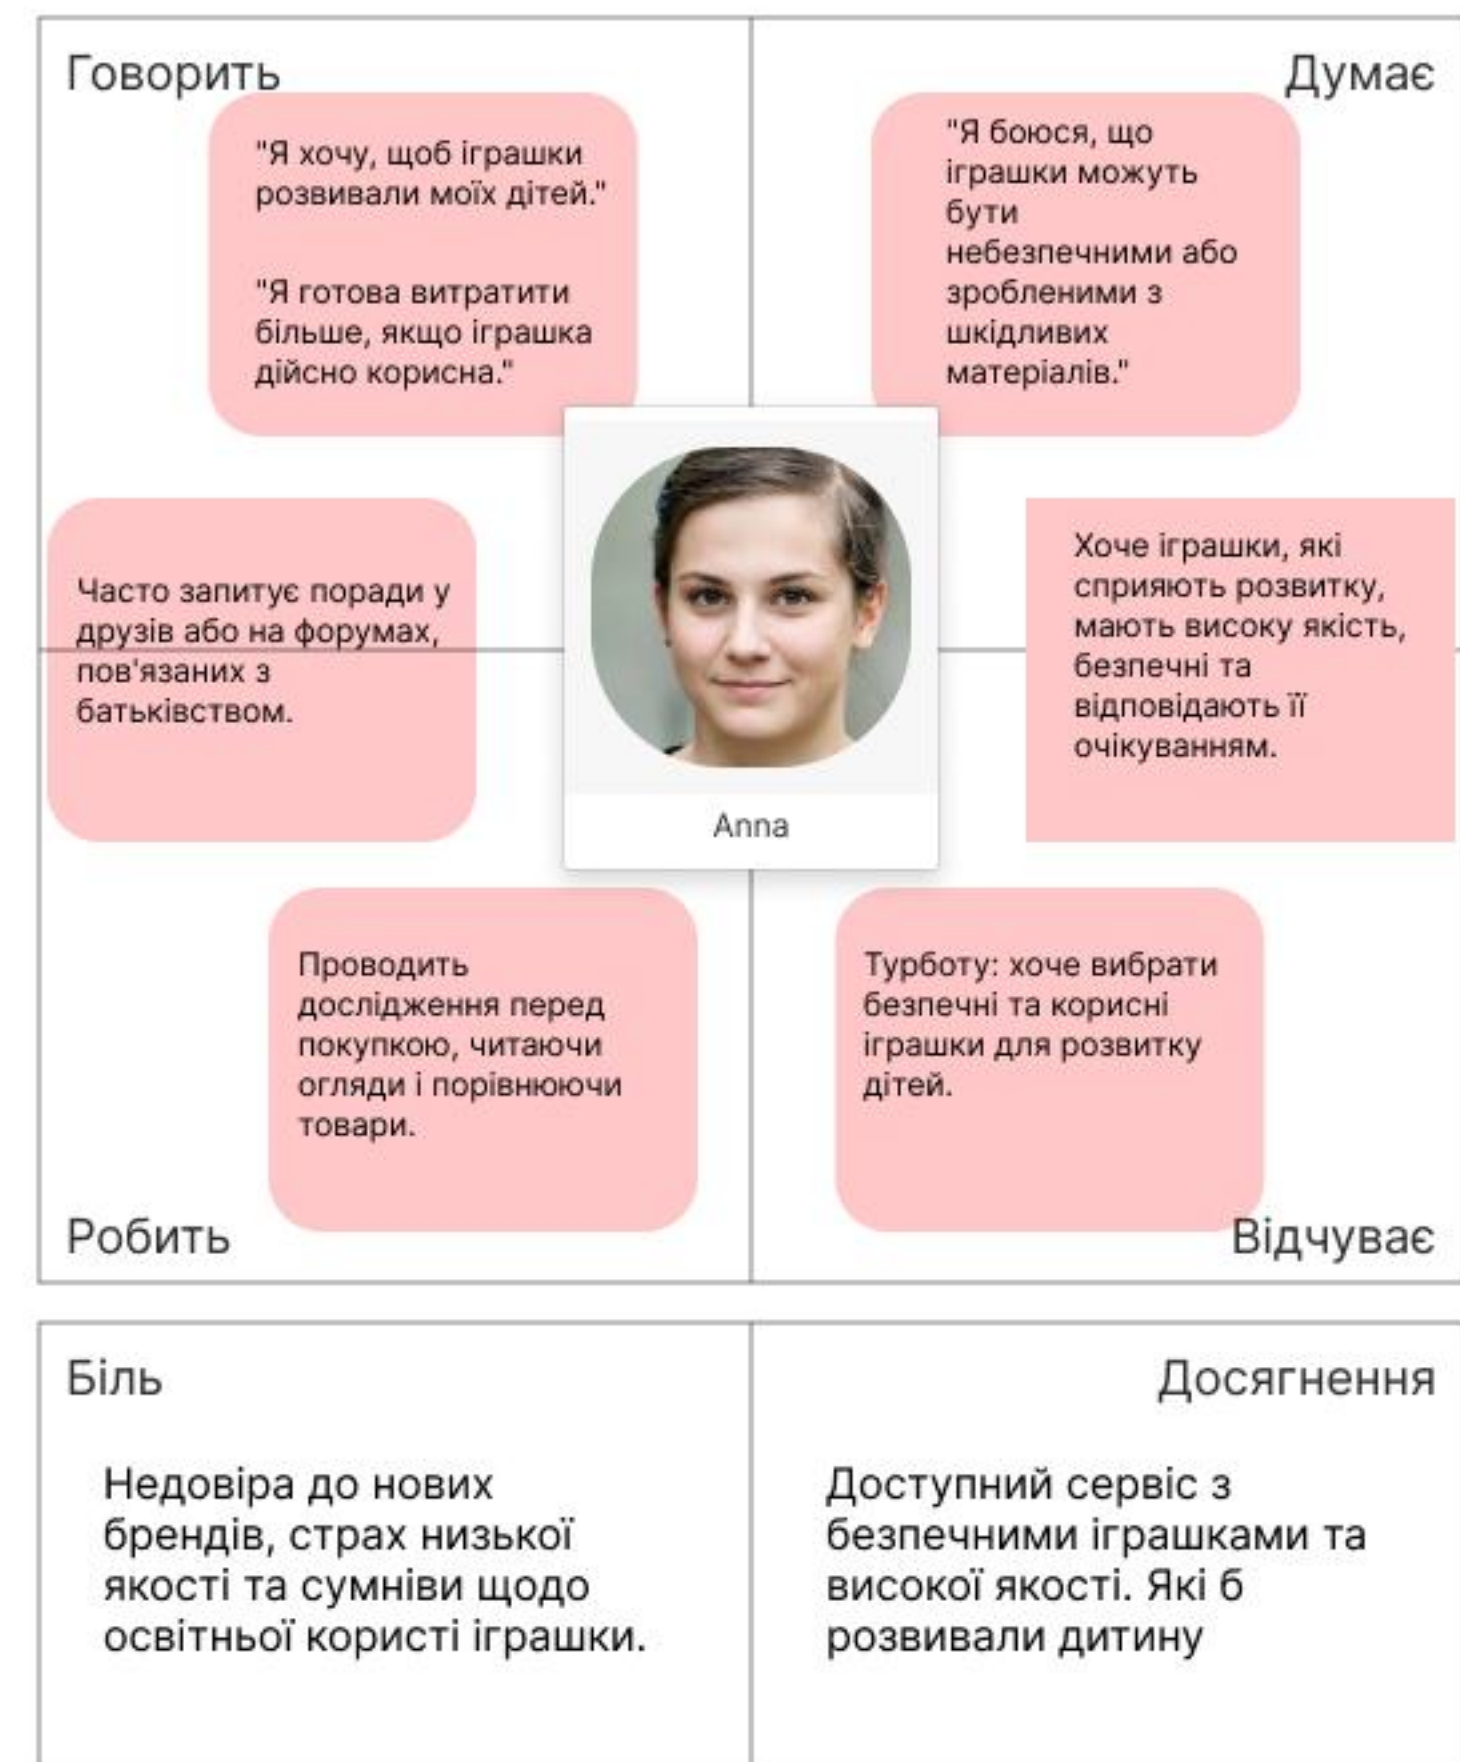 Говорить
Думає
"Я хочу, щоб іграшки
розвивали моїх дітей."
"Я готова витратити
більше, якщо іграшка
дійсно корисна."
"Я боюся, що
іграшки можуть
бути
небезпечними або
зробленими з
шкідливих
матеріалів."
Часто запитує поради у
друзів або на форумах,
пов'язаних з
батьківством.
Anna
Хоче іграшки, які
сприяють розвитку,
мають високу якість,
безпечні та
відповідають її
очікуванням.
Проводить
дослідження перед
покупкою, читаючи
огляди і порівнюючи
товари.
Турботу: хоче вибрати
безпечні та корисні
іграшки для розвитку
дітей.
Робить
Відчуває
Біль
Досягнення
Недовіра до нових
брендів, страх низької
якості та сумніви щодо
освітньої користі іграшки.
Доступний сервіс з
безпечними іграшками та
високої якості. Які б
розвивали дитину